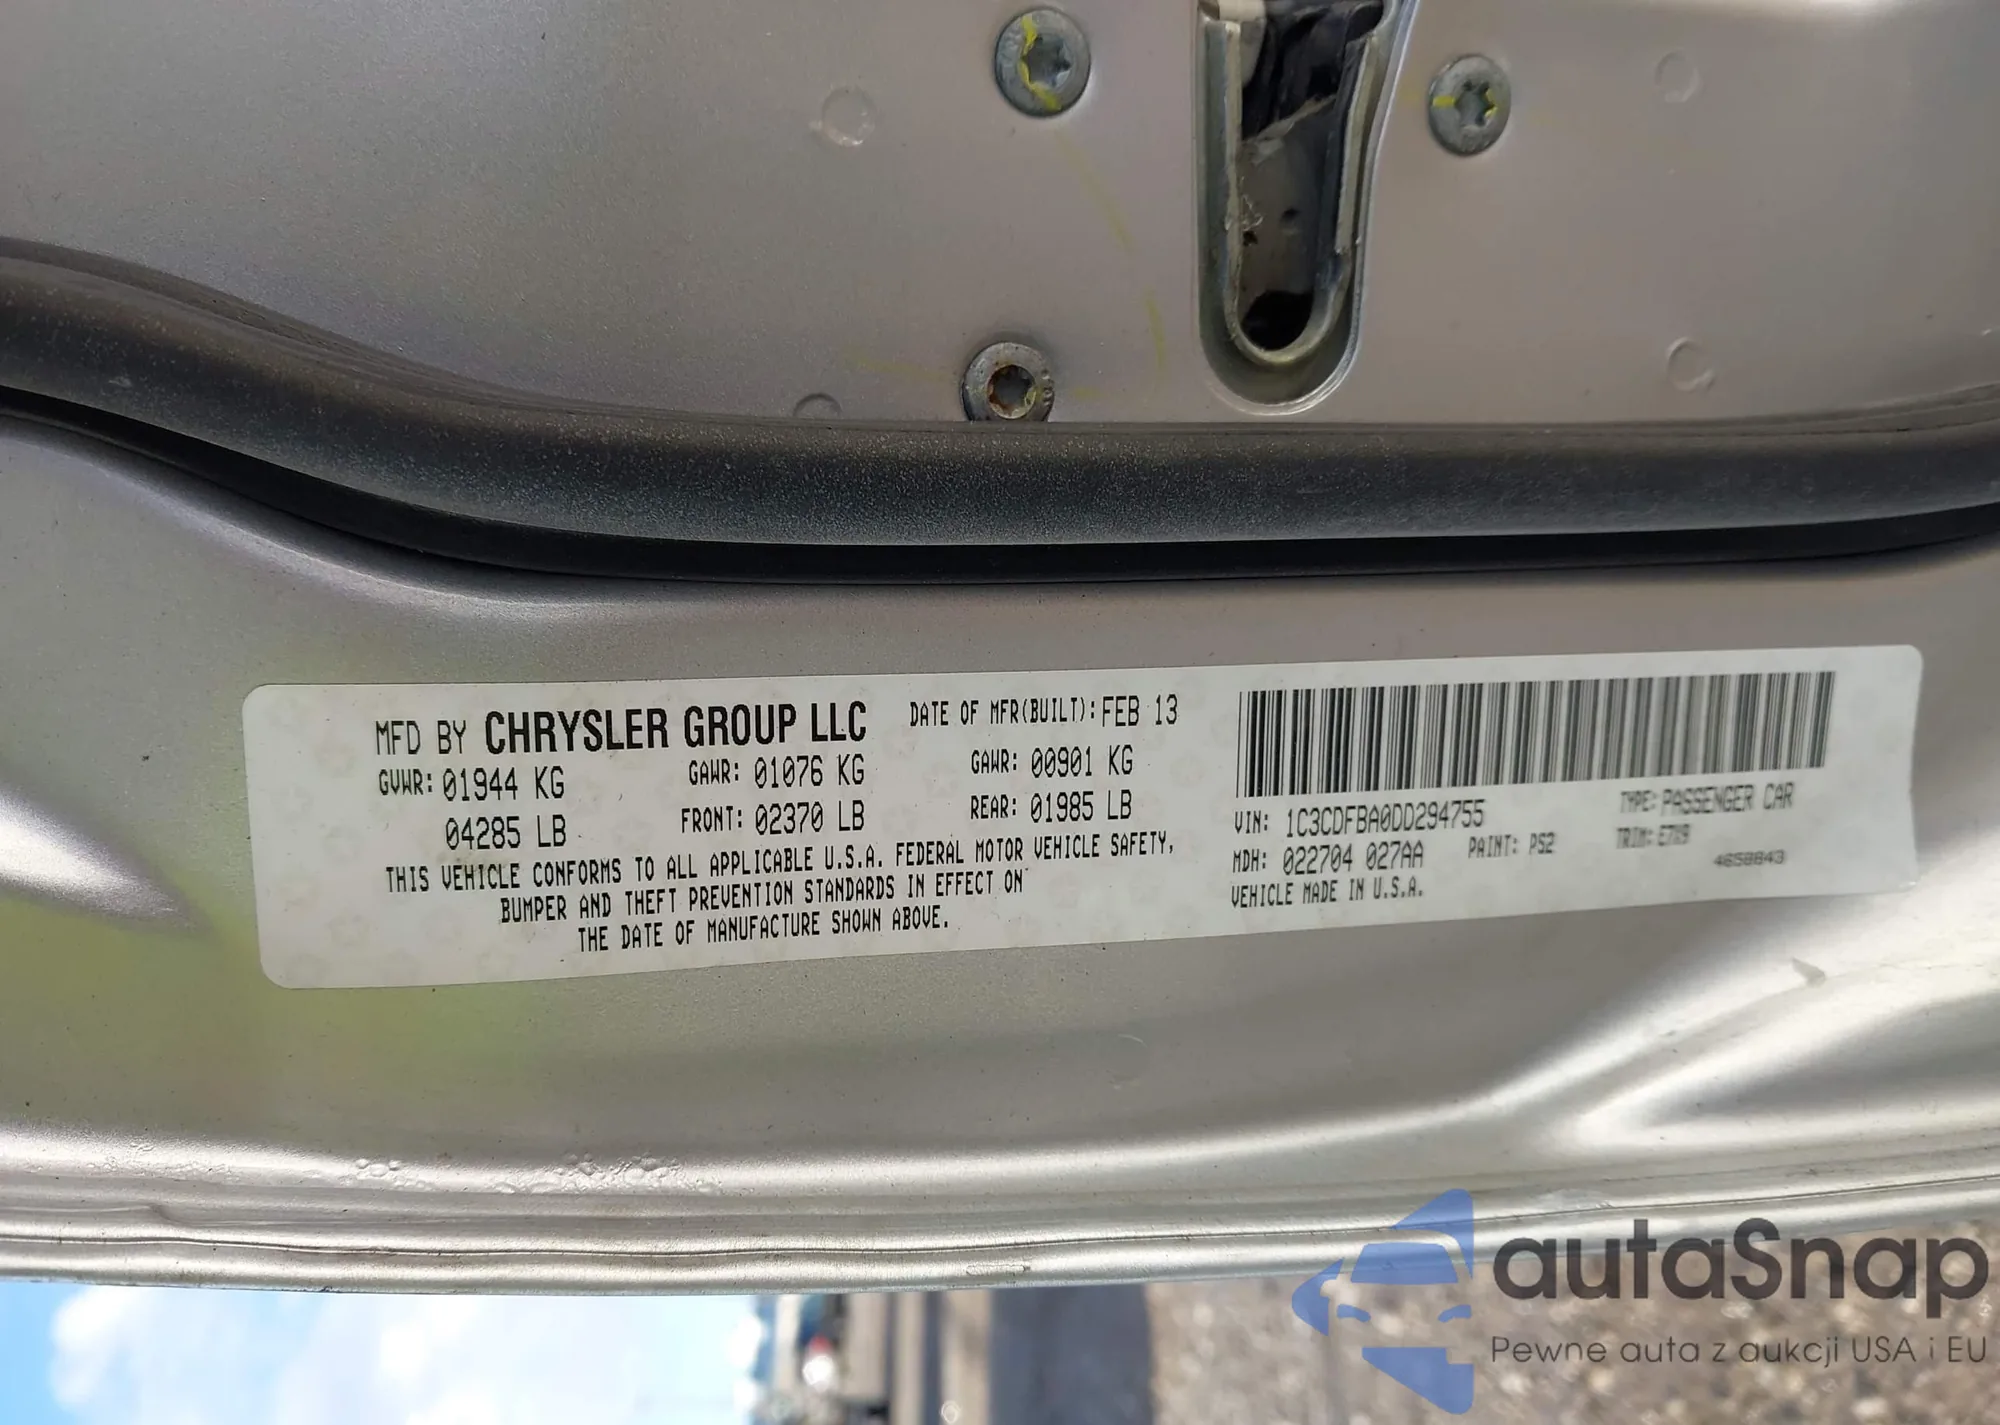 MFD BY CHRYSLER GROUP LLC DATE OF MFR(BUILT): FEB 13
GVWR: 01944 KG GAWR: 01076 KG GAWR: 00901 KG
04285 LB FRONT: 02370 LB REAR: 01985 LB
THIS VEHICLE CONFORMS TO ALL APPLICABLE U.S.A. FEDERAL MOTOR VEHICLE SAFETY,
BUMPER AND THEFT PREVENTION STANDARDS IN EFFECT ON
THE DATE OF MANUFACTURE SHOWN ABOVE.
VIN: 1C3CDFBA0DD294755 TYPE: PASSENGER CAR
MDH: 022704 027AA PAINT: PS2 TRIM:
VEHICLE MADE IN U.S.A. 4658843
autaSnap
Pewne auta z aukcji USA i EU